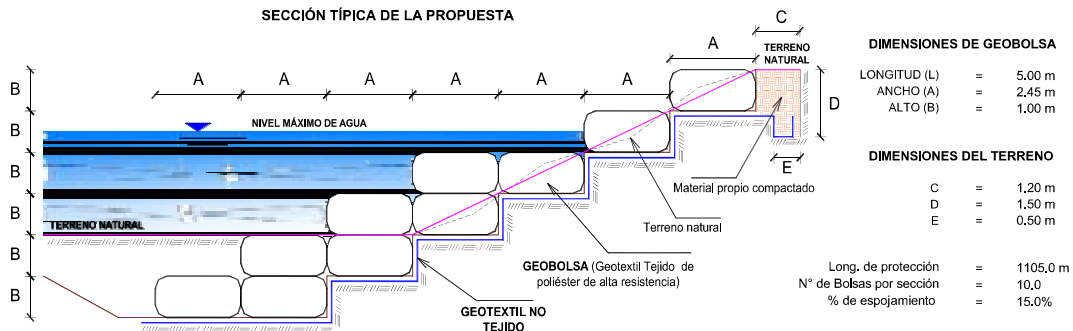 SECCIÓN TÍPICA DE LA PROPUESTA
C
A
TERRENO
NATURAL
A A A A A
B
B
B
B
B
B
D
E
NIVEL MÁXIMO DE AGUA
TERRENO NATURAL
Material propio compactado
Terreno natural
GEOBOLSA (Geotextil Tejido de
poliéster de alta resistencia)
GEOTEXTIL NO
TEJIDO
DIMENSIONES DE GEOBOLSA
LONGITUD (L) = 5.00 m
ANCHO (A) = 2.45 m
ALTO (B) = 1.00 m
DIMENSIONES DEL TERRENO
C = 1.20 m
D = 1.50 m
E = 0.50 m
Long. de protección = 1105.0 m
N° de Bolsas por sección = 10.0
% de espojamiento = 15.0%